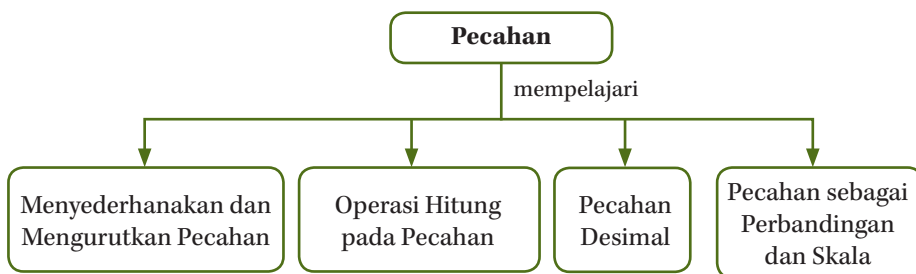 Pecahan
mempelajari
Menyederhanakan dan
Mengurutkan Pecahan
Operasi Hitung
pada Pecahan
Pecahan
Desimal
Pecahan sebagai
Perbandingan
dan Skala